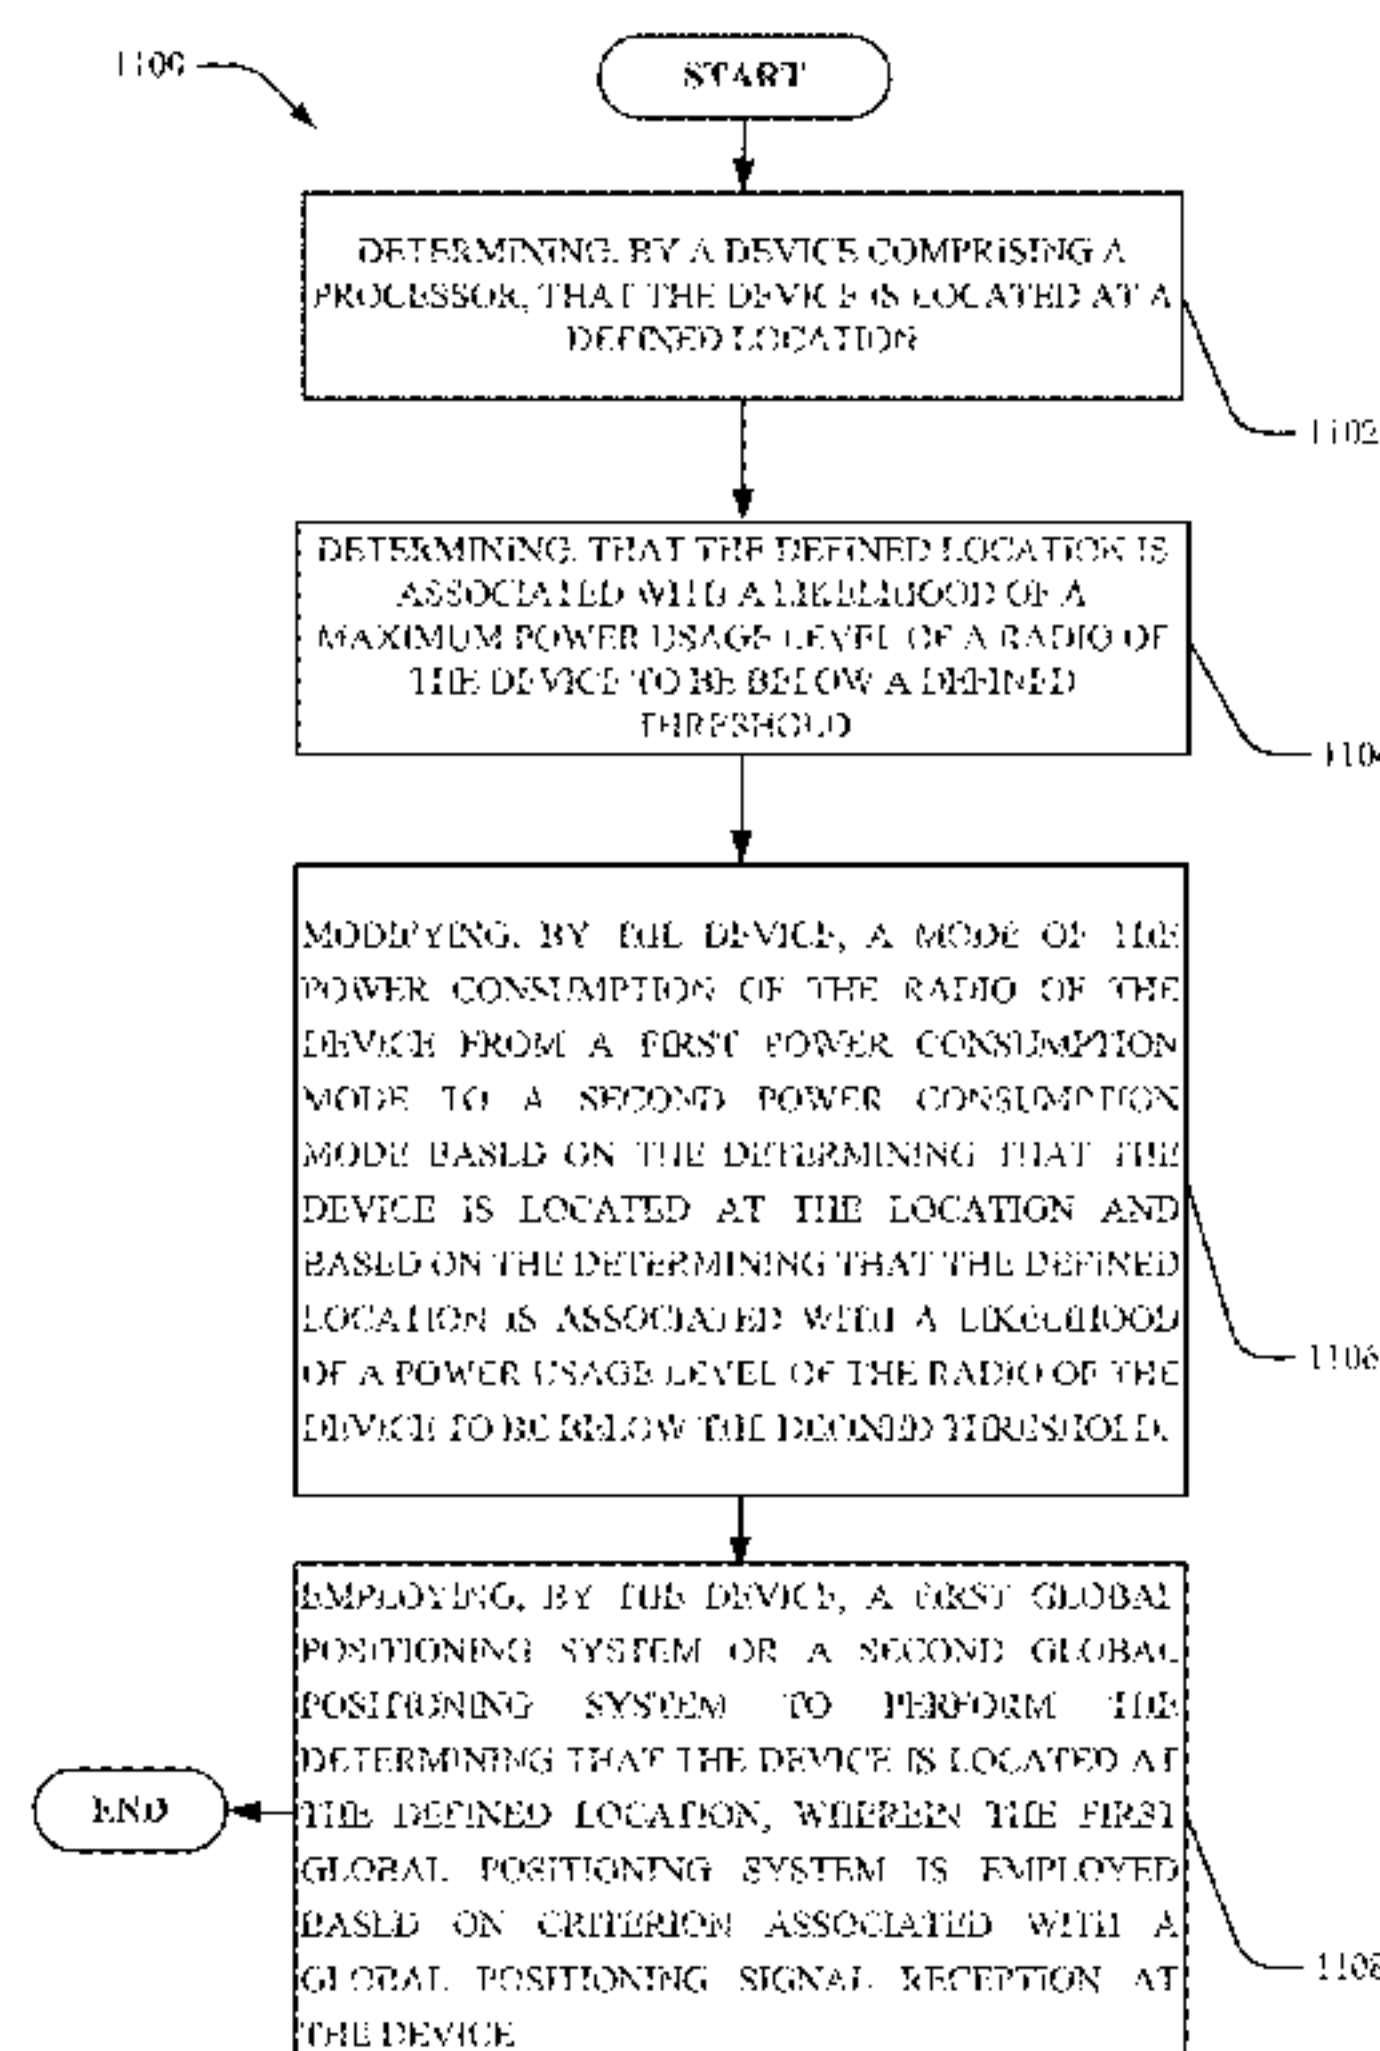 1100
START
DETERMINING, BY A DEVICE COMPRISING A
PROCESSOR, THAT THE DEVICE IS LOCATED AT A
DEFINED LOCATION
1102
DETERMINING, THAT THE DEFINED LOCATION IS
ASSOCIATED WITH A LIKELIHOOD OF A
MAXIMUM POWER USAGE LEVEL OF A RADIO OF
THE DEVICE TO BE BELOW A DEFINED
THRESHOLD
1104
MODIFYING, BY THE DEVICE, A MODE OF THE
POWER CONSUMPTION OF THE RADIO OF THE
DEVICE FROM A FIRST POWER CONSUMPTION
MODE TO A SECOND POWER CONSUMPTION
MODE BASED ON THE DETERMINING THAT THE
DEVICE IS LOCATED AT THE LOCATION AND
BASED ON THE DETERMINING THAT THE DEFINED
LOCATION IS ASSOCIATED WITH A LIKELIHOOD
OF A POWER USAGE LEVEL OF THE RADIO OF THE
DEVICE TO BE BELOW THE DEFINED THRESHOLD.
1106
EMPLOYING, BY THE DEVICE, A FIRST GLOBAL
POSITIONING SYSTEM OR A SECOND GLOBAL
POSITIONING SYSTEM TO PERFORM THE
DETERMINING THAT THE DEVICE IS LOCATED AT
THE DEFINED LOCATION, WHEREIN THE FIRST
GLOBAL POSITIONING SYSTEM IS EMPLOYED
BASED ON CRITERION ASSOCIATED WITH A
GLOBAL POSITIONING SIGNAL RECEPTION AT
THE DEVICE
END
1108